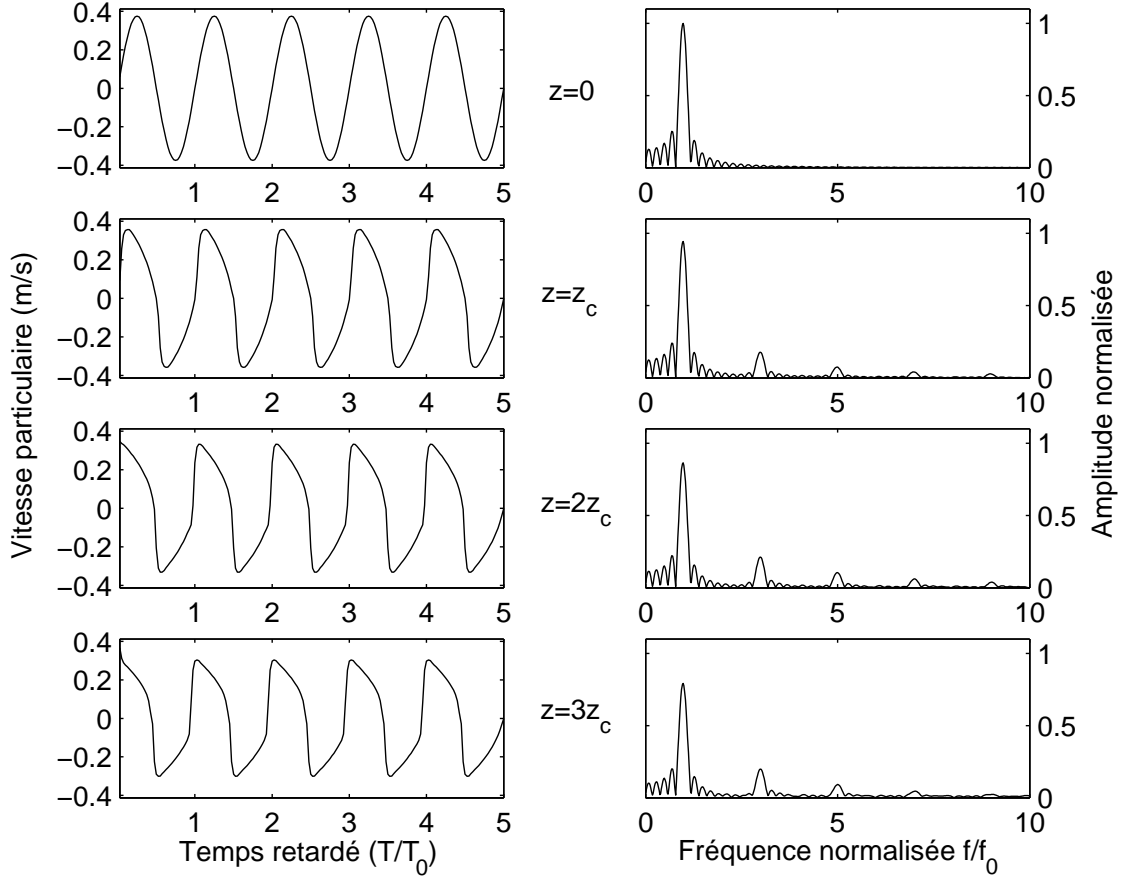 0.4
0.2
0
−0.2
−0.4
1 2 3 4 5
z=0
1
0.5
0
0 5 10
0.4
0.2
0
−0.2
−0.4
1 2 3 4 5
z=z_c
1
0.5
0
0 5 10
0.4
0.2
0
−0.2
−0.4
1 2 3 4 5
z=2z_c
1
0.5
0
0 5 10
0.4
0.2
0
−0.2
−0.4
1 2 3 4 5
z=3z_c
1
0.5
0
0 5 10
Vitesse particulaire (m/s)
Amplitude normalisée
Temps retardé (T/T_0)
Fréquence normalisée f/f_0